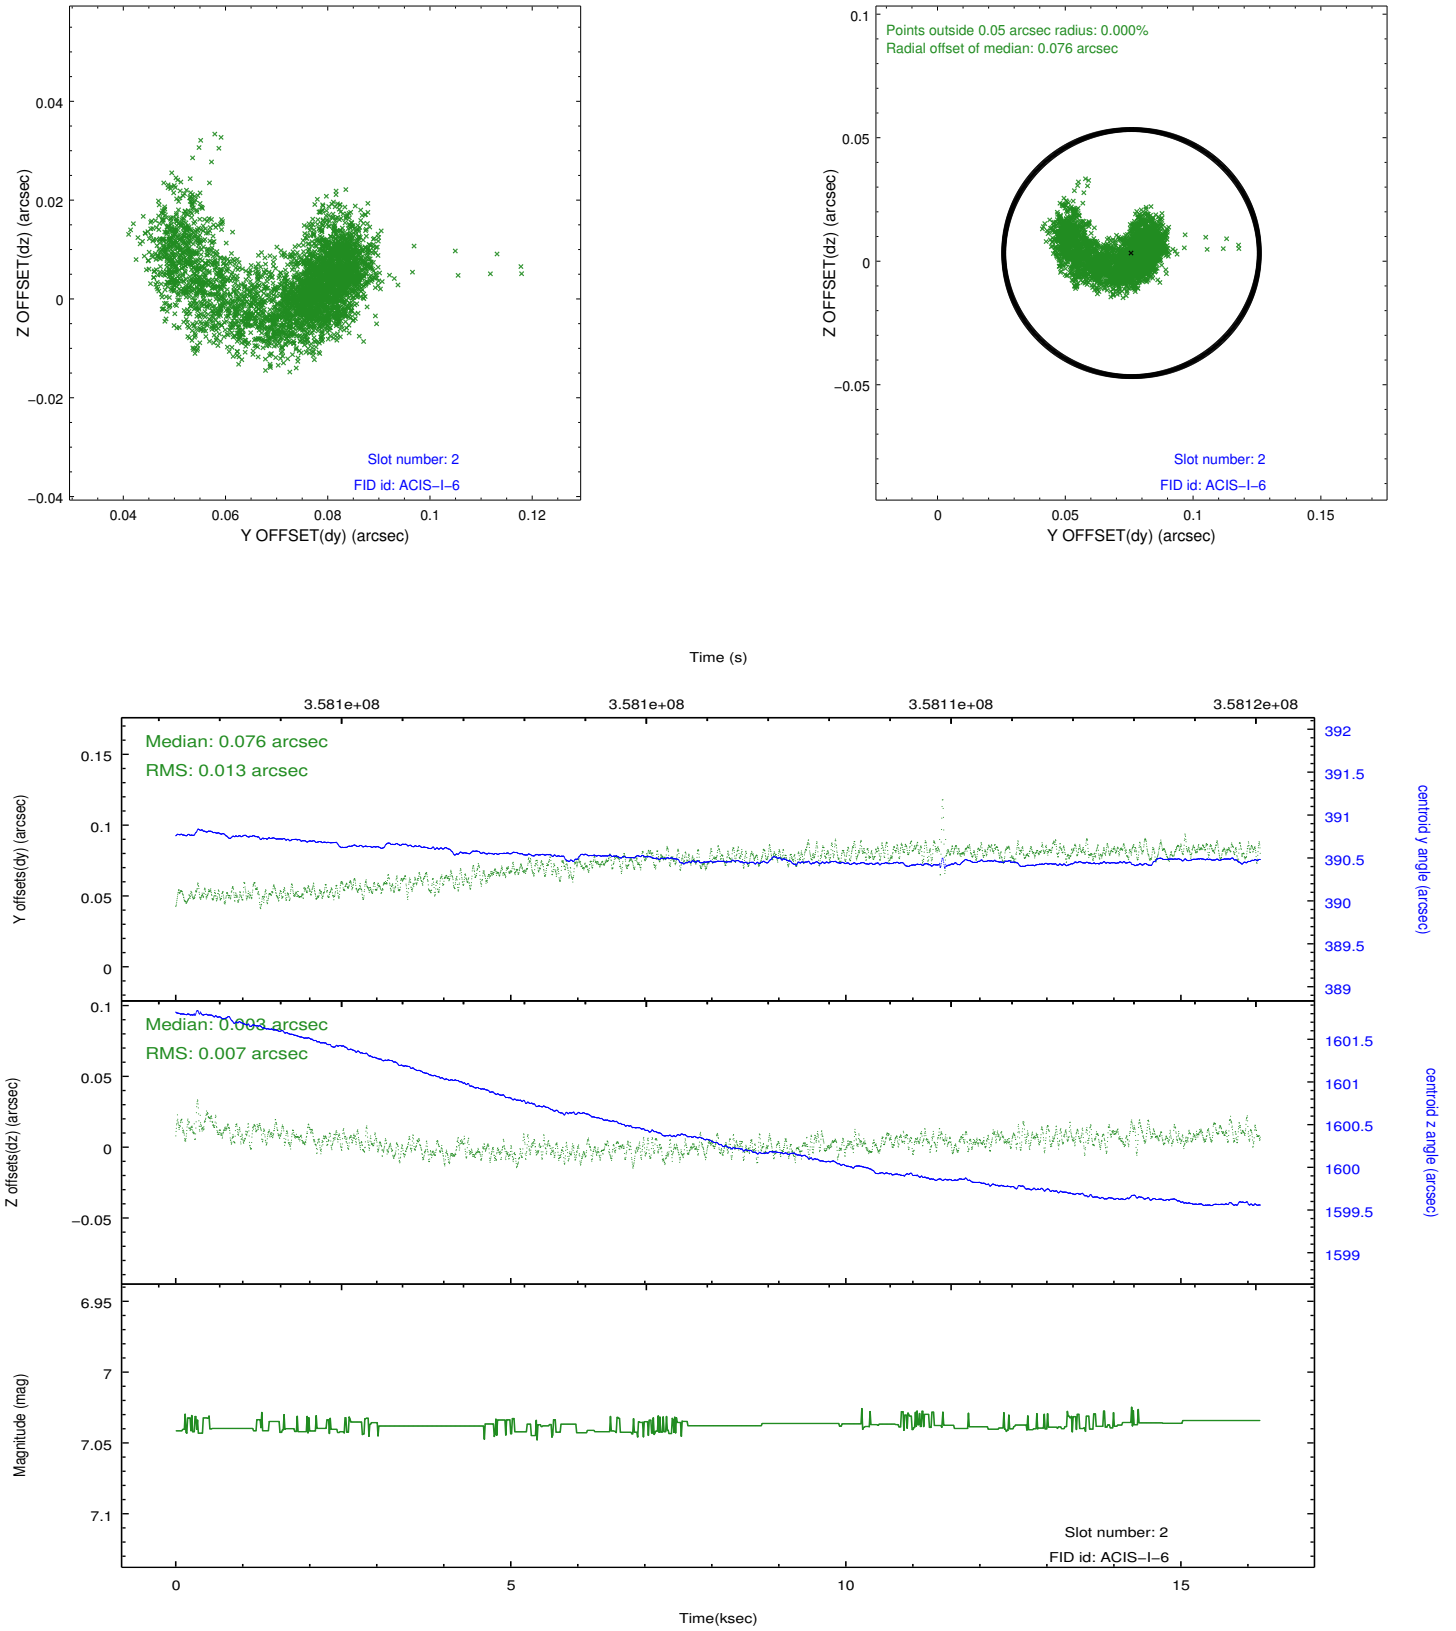 0.04
0.02
0
−0.02
−0.04
0.04
0.06
0.08
0.1
0.12
Z OFFSET(dz) (arcsec)
Y OFFSET(dy) (arcsec)
Slot number: 2
FID id: ACIS−I−6
Points outside 0.05 arcsec radius: 0.000%
Radial offset of median: 0.076 arcsec
0.1
0.05
0
−0.05
0
0.05
0.1
0.15
Z OFFSET(dz) (arcsec)
Y OFFSET(dy) (arcsec)
Slot number: 2
FID id: ACIS−I−6
Time (s)
3.581e+08
3.581e+08
3.5811e+08
3.5812e+08
Median: 0.076 arcsec
RMS: 0.013 arcsec
0.15
0.1
0.05
0
Y offsets(dy) (arcsec)
392
391.5
391
390.5
390
389.5
389
centroid y angle (arcsec)
Median: 0.003 arcsec
RMS: 0.007 arcsec
0.1
0.05
0
−0.05
Z offsets(dz) (arcsec)
1601.5
1601
1600.5
1600
1599.5
1599
centroid z angle (arcsec)
6.95
7
7.05
7.1
Magnitude (mag)
Slot number: 2
FID id: ACIS−I−6
0
5
10
15
Time(ksec)